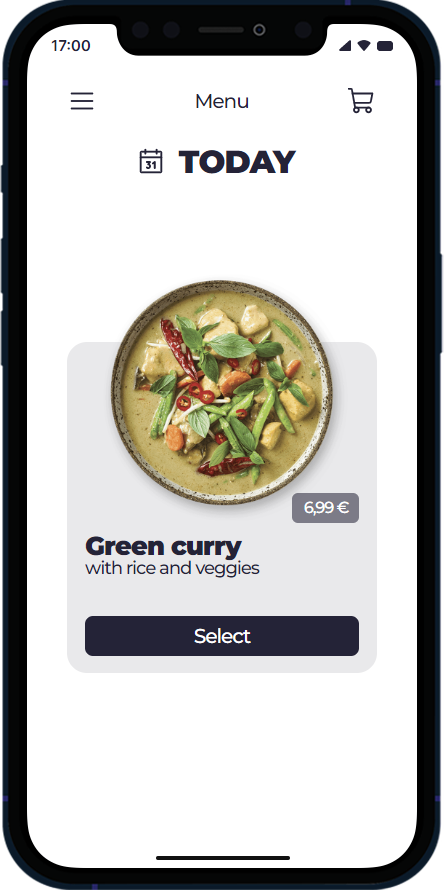 17:00
Menu
31 TODAY
6,99 €
Green curry
with rice and veggies
Select